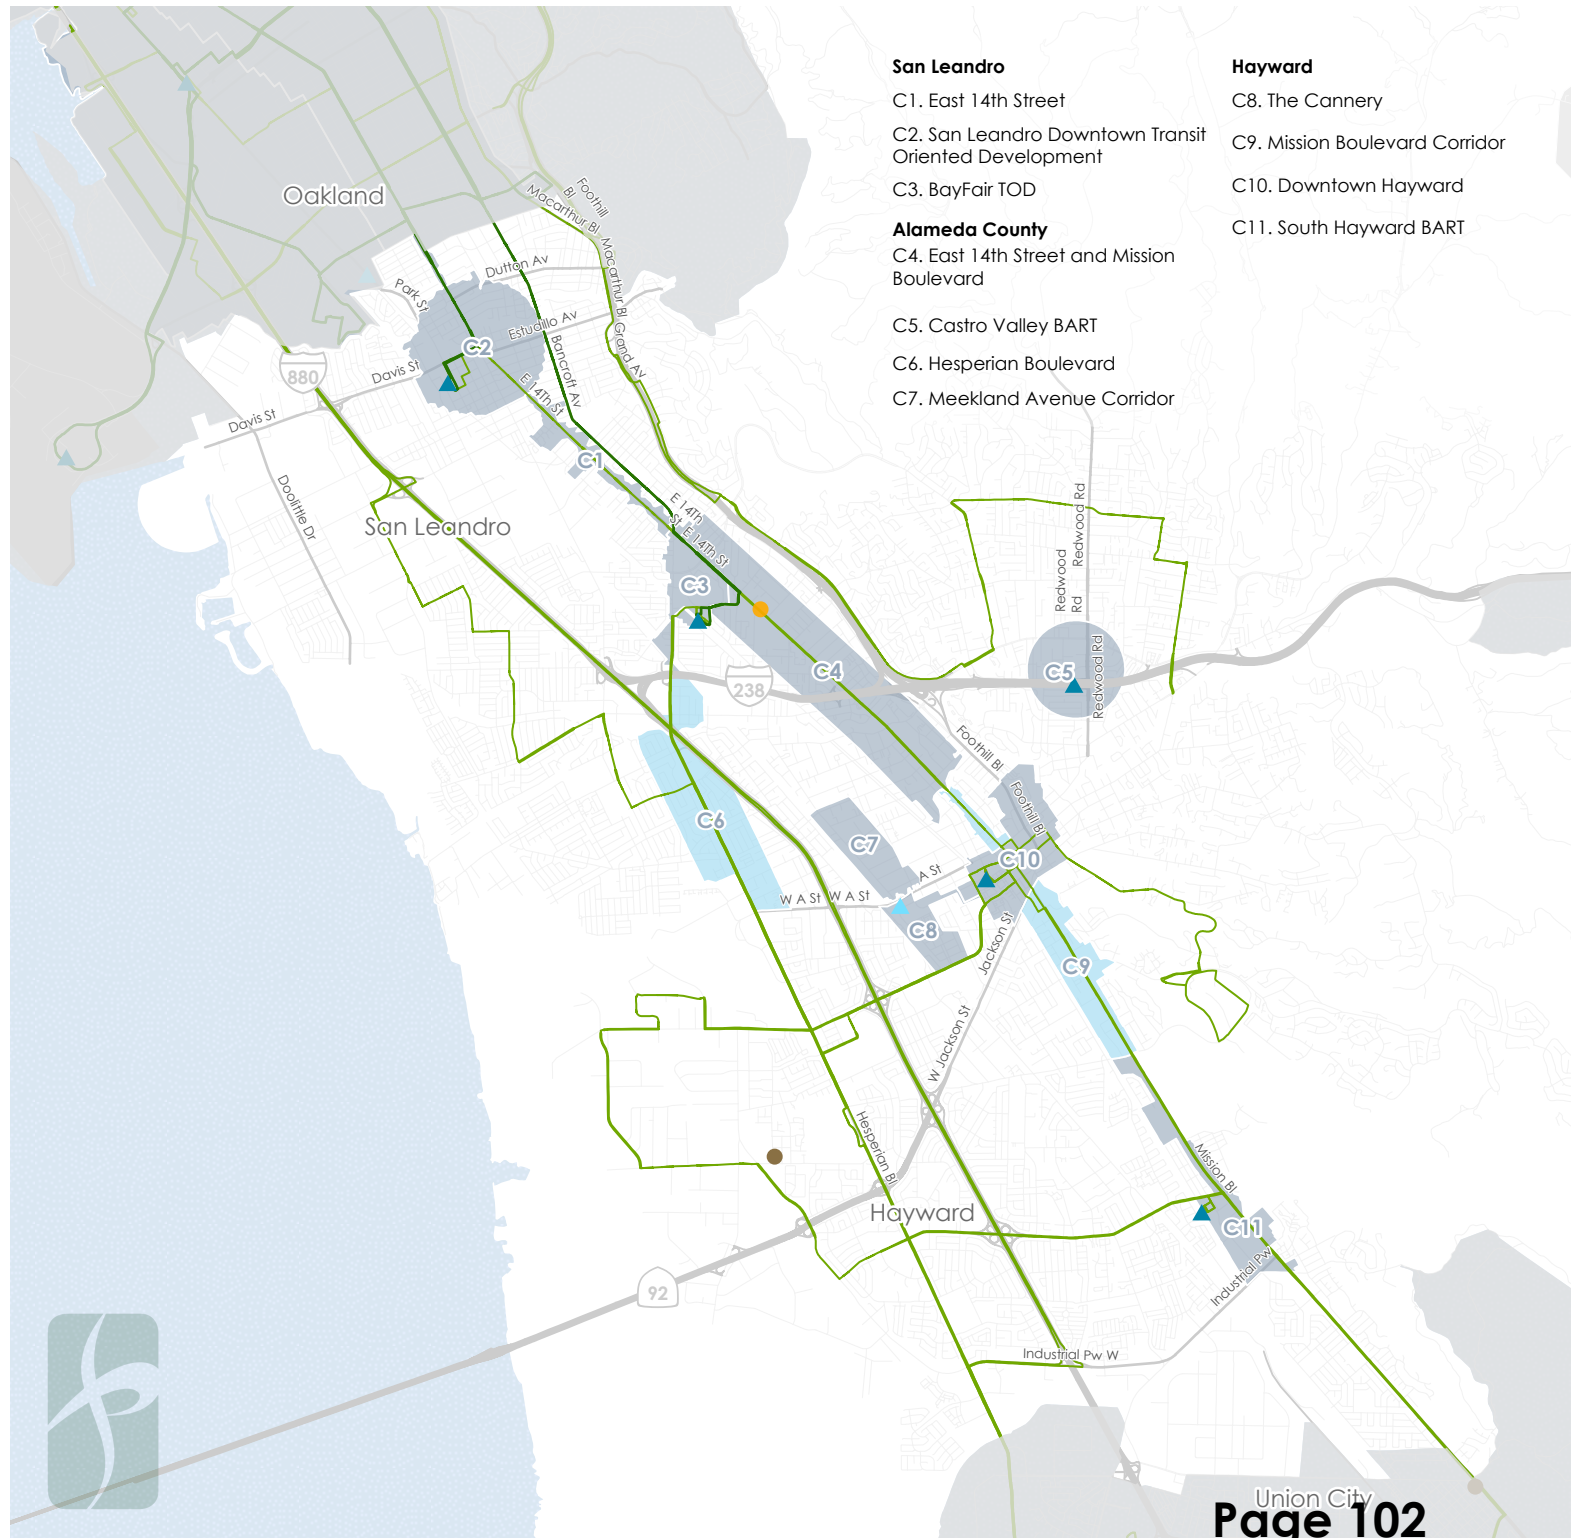 San Leandro
C1. East 14th Street
C2. San Leandro Downtown Transit
Oriented Development
C3. BayFair TOD
Alameda County
C4. East 14th Street and Mission
Boulevard
C5. Castro Valley BART
C6. Hesperian Boulevard
C7. Meekland Avenue Corridor
Hayward
C8. The Cannery
C9. Mission Boulevard Corridor
C10. Downtown Hayward
C11. South Hayward BART
Oakland
Foothill
Bl
Macarthur Bl
Macarthur Bl
Grand Av
Dutton Av
Park St
Estudillo Av
C2
Bancroft Av
880
Davis St
E 14Th St
Davis St
C1
Doolittle Dr
San Leandro
E 14Th
St
E 14Th St
C3
Redwood Rd
Redwood
Rd
Redwood Rd
C4
C5
238
Foothill Bl
Foothill Bl
C6
C7
C10
A St
W A St
W A St
C8
Jackson St
C9
W Jackson St
Hesperian Bl
Mission Bl
Hayward
C11
Industrial Pw
92
Industrial Pw W
Union City
Page 102